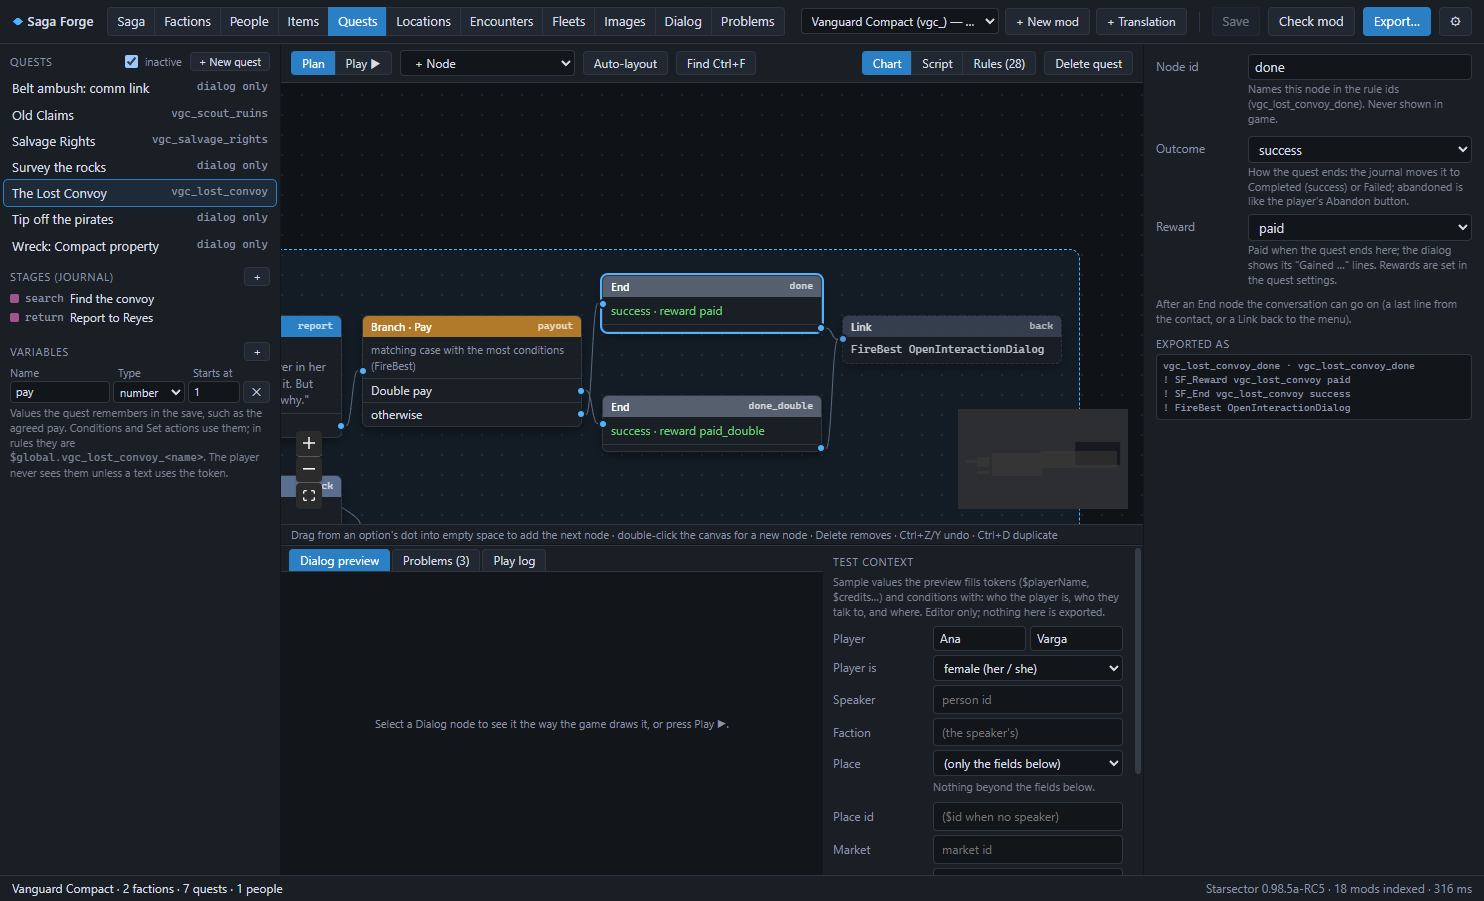 Saga Forge
Saga
Factions
People
Items
Quests
Locations
Encounters
Fleets
Images
Dialog
Problems
Vanguard Compact (vgc_) — ...
+ New mod
+ Translation
Save
Check mod
Export...
QUESTS
inactive
+ New quest
Belt ambush: comm link dialog only
Old Claims vgc_scout_ruins
Salvage Rights vgc_salvage_rights
Survey the rocks dialog only
The Lost Convoy vgc_lost_convoy
Tip off the pirates dialog only
Wreck: Compact property dialog only
STAGES (JOURNAL) +
search Find the convoy
return Report to Reyes
VARIABLES +
Name Type Starts at
pay number 1 ✕
Values the quest remembers in the save, such as the
agreed pay. Conditions and Set actions use them; in
rules they are
$global.vgc_lost_convoy_<name>. The player
never sees them unless a text uses the token.
Plan
Play ▶
+ Node
Auto-layout
Find Ctrl+F
Chart
Script
Rules (28)
Delete quest
report
er in her
it. But
why."
ck
Branch · Pay payout
matching case with the most conditions
(FireBest)
Double pay
otherwise
End done
success · reward paid
End done_double
success · reward paid_double
Link back
FireBest OpenInteractionDialog
+
−
Drag from an option's dot into empty space to add the next node · double-click the canvas for a new node · Delete removes · Ctrl+Z/Y undo · Ctrl+D duplicate
Dialog preview
Problems (3)
Play log
Select a Dialog node to see it the way the game draws it, or press Play ▶.
TEST CONTEXT
Sample values the preview fills tokens ($playerName,
$credits...) and conditions with: who the player is, who they
talk to, and where. Editor only; nothing here is exported.
Player Ana Varga
Player is female (her / she)
Speaker person id
Faction (the speaker's)
Place (only the fields below)
Nothing beyond the fields below.
Place id ($id when no speaker)
Market market id
Node id done
Names this node in the rule ids
(vgc_lost_convoy_done). Never shown in
game.
Outcome success
How the quest ends: the journal moves it to
Completed (success) or Failed; abandoned is
like the player's Abandon button.
Reward paid
Paid when the quest ends here; the dialog
shows its "Gained ..." lines. Rewards are set in
the quest settings.
After an End node the conversation can go on (a last line from
the contact, or a Link back to the menu).
EXPORTED AS
vgc_lost_convoy_done · vgc_lost_convoy_done
! SF_Reward vgc_lost_convoy paid
! SF_End vgc_lost_convoy success
! FireBest OpenInteractionDialog
Vanguard Compact · 2 factions · 7 quests · 1 people
Starsector 0.98.5a-RC5 · 18 mods indexed · 316 ms